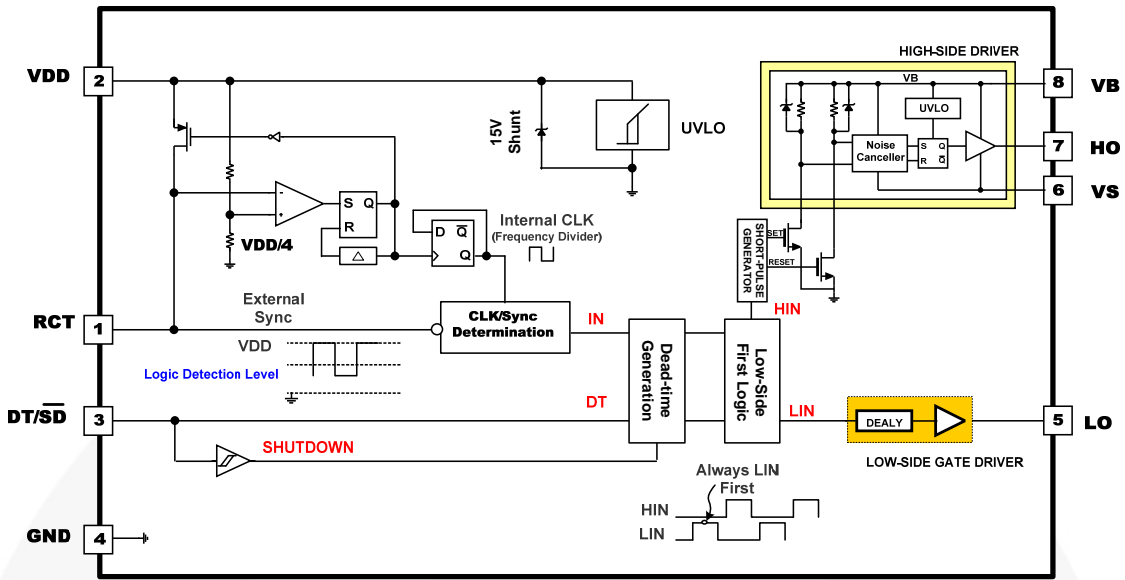 HIGH-SIDE DRIVER
VDD
2
VB
8
VB
UVLO
15V
Shunt
UVLO
Noise
Canceller
S
Q
R
Q̅
7
HO
6
VS
-
+
S
Q
R
VDD/4
△
D
Q̅
Q
Internal CLK
(Frequency Divider)
SHORT-PULSE
GENERATOR
SET
RESET
External
Sync
RCT
1
CLK/Sync
Determination
IN
HIN
VDD
Logic Detection Level
Dead-time
Generation
Low-Side
First Logic
DT/S̅D̅
3
DT
LIN
DEALY
5
LO
SHUTDOWN
LOW-SIDE GATE DRIVER
Always LIN
First
HIN
LIN
GND
4